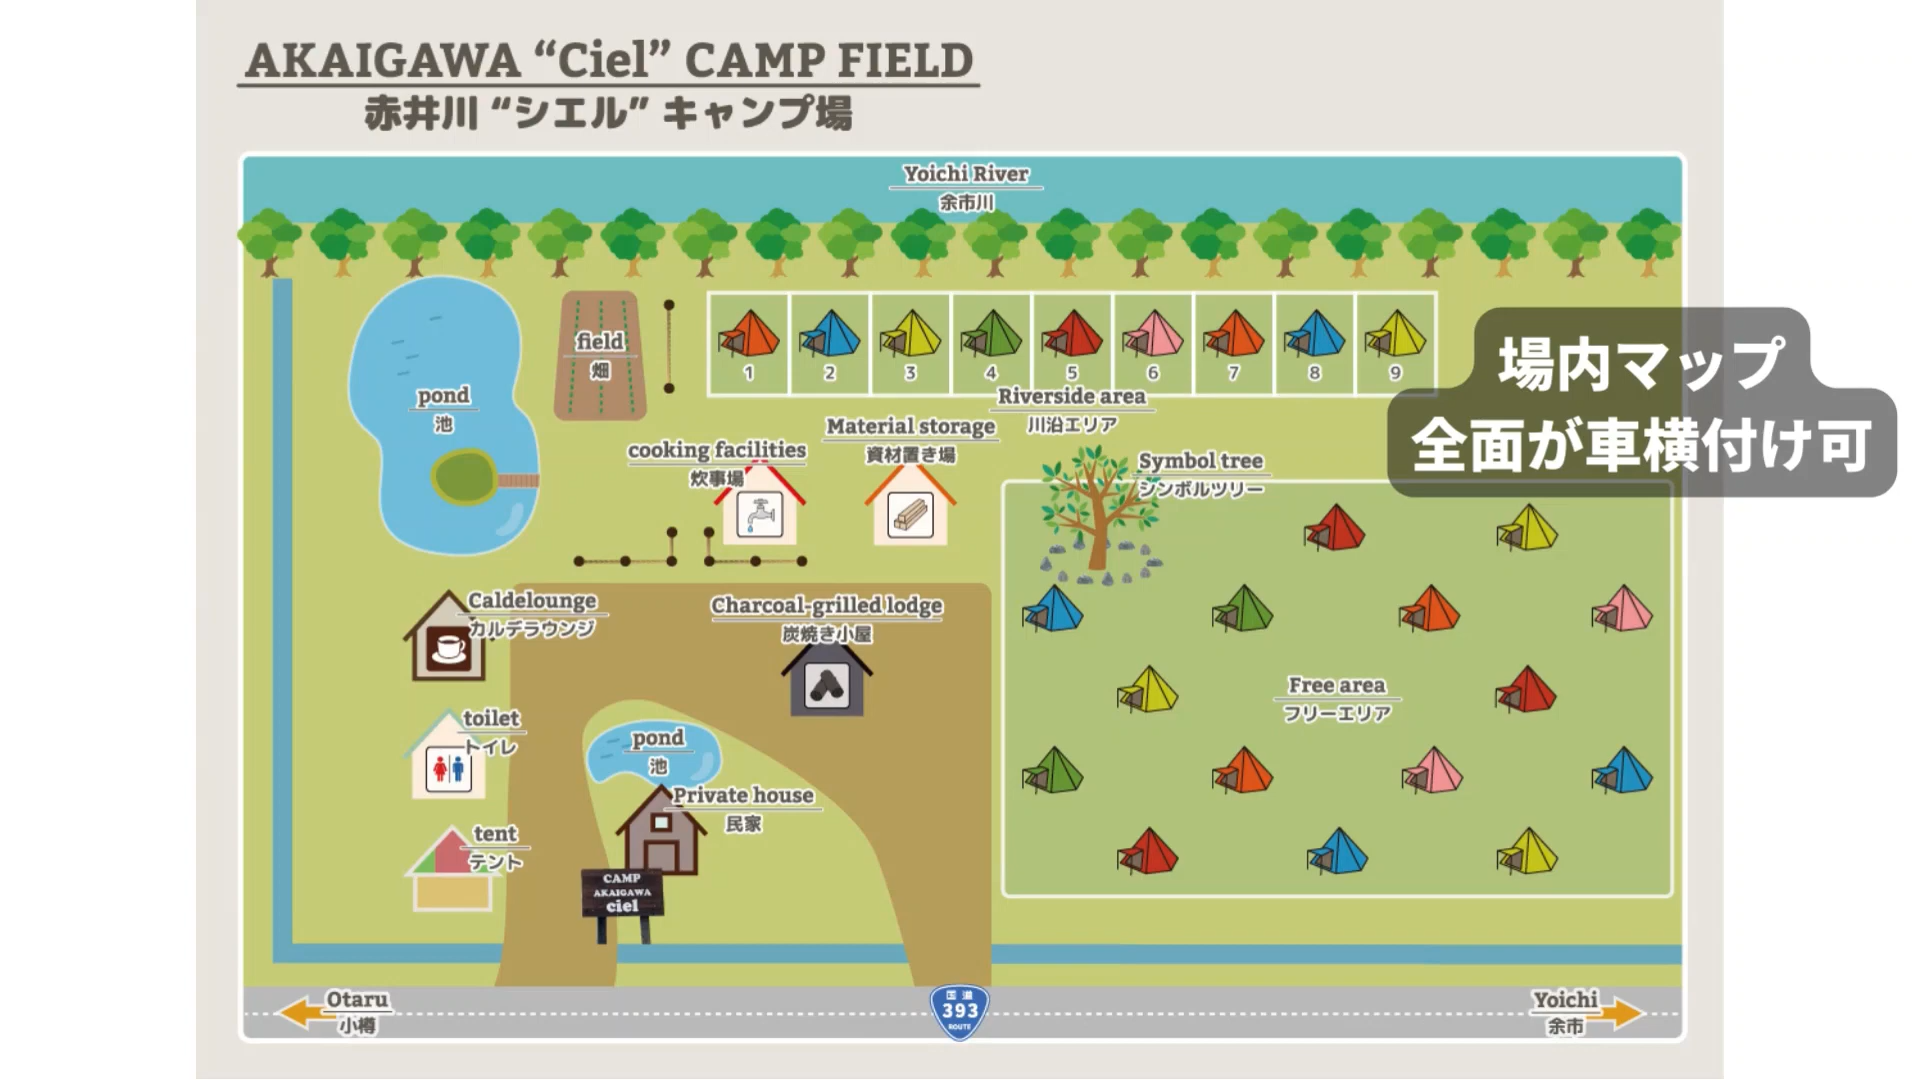 AKAIGAWA “Ciel” CAMP FIELD
赤井川 “シエル” キャンプ場
Yoichi River
余市川
field
畑
1
2
3
4
5
6
7
8
9
場内マップ
全面が車横付け可
pond
池
Riverside area
川沿エリア
Material storage
資材置き場
cooking facilities
炊事場
Symbol tree
シンボルツリー
Caldelounge
カルデラウンジ
Charcoal-grilled lodge
炭焼き小屋
Free area
フリーエリア
toilet
トイレ
pond
池
Private house
民家
tent
テント
CAMP
AKAIGAWA
ciel
Otaru
小樽
国道
393
ROUTE
Yoichi
余市